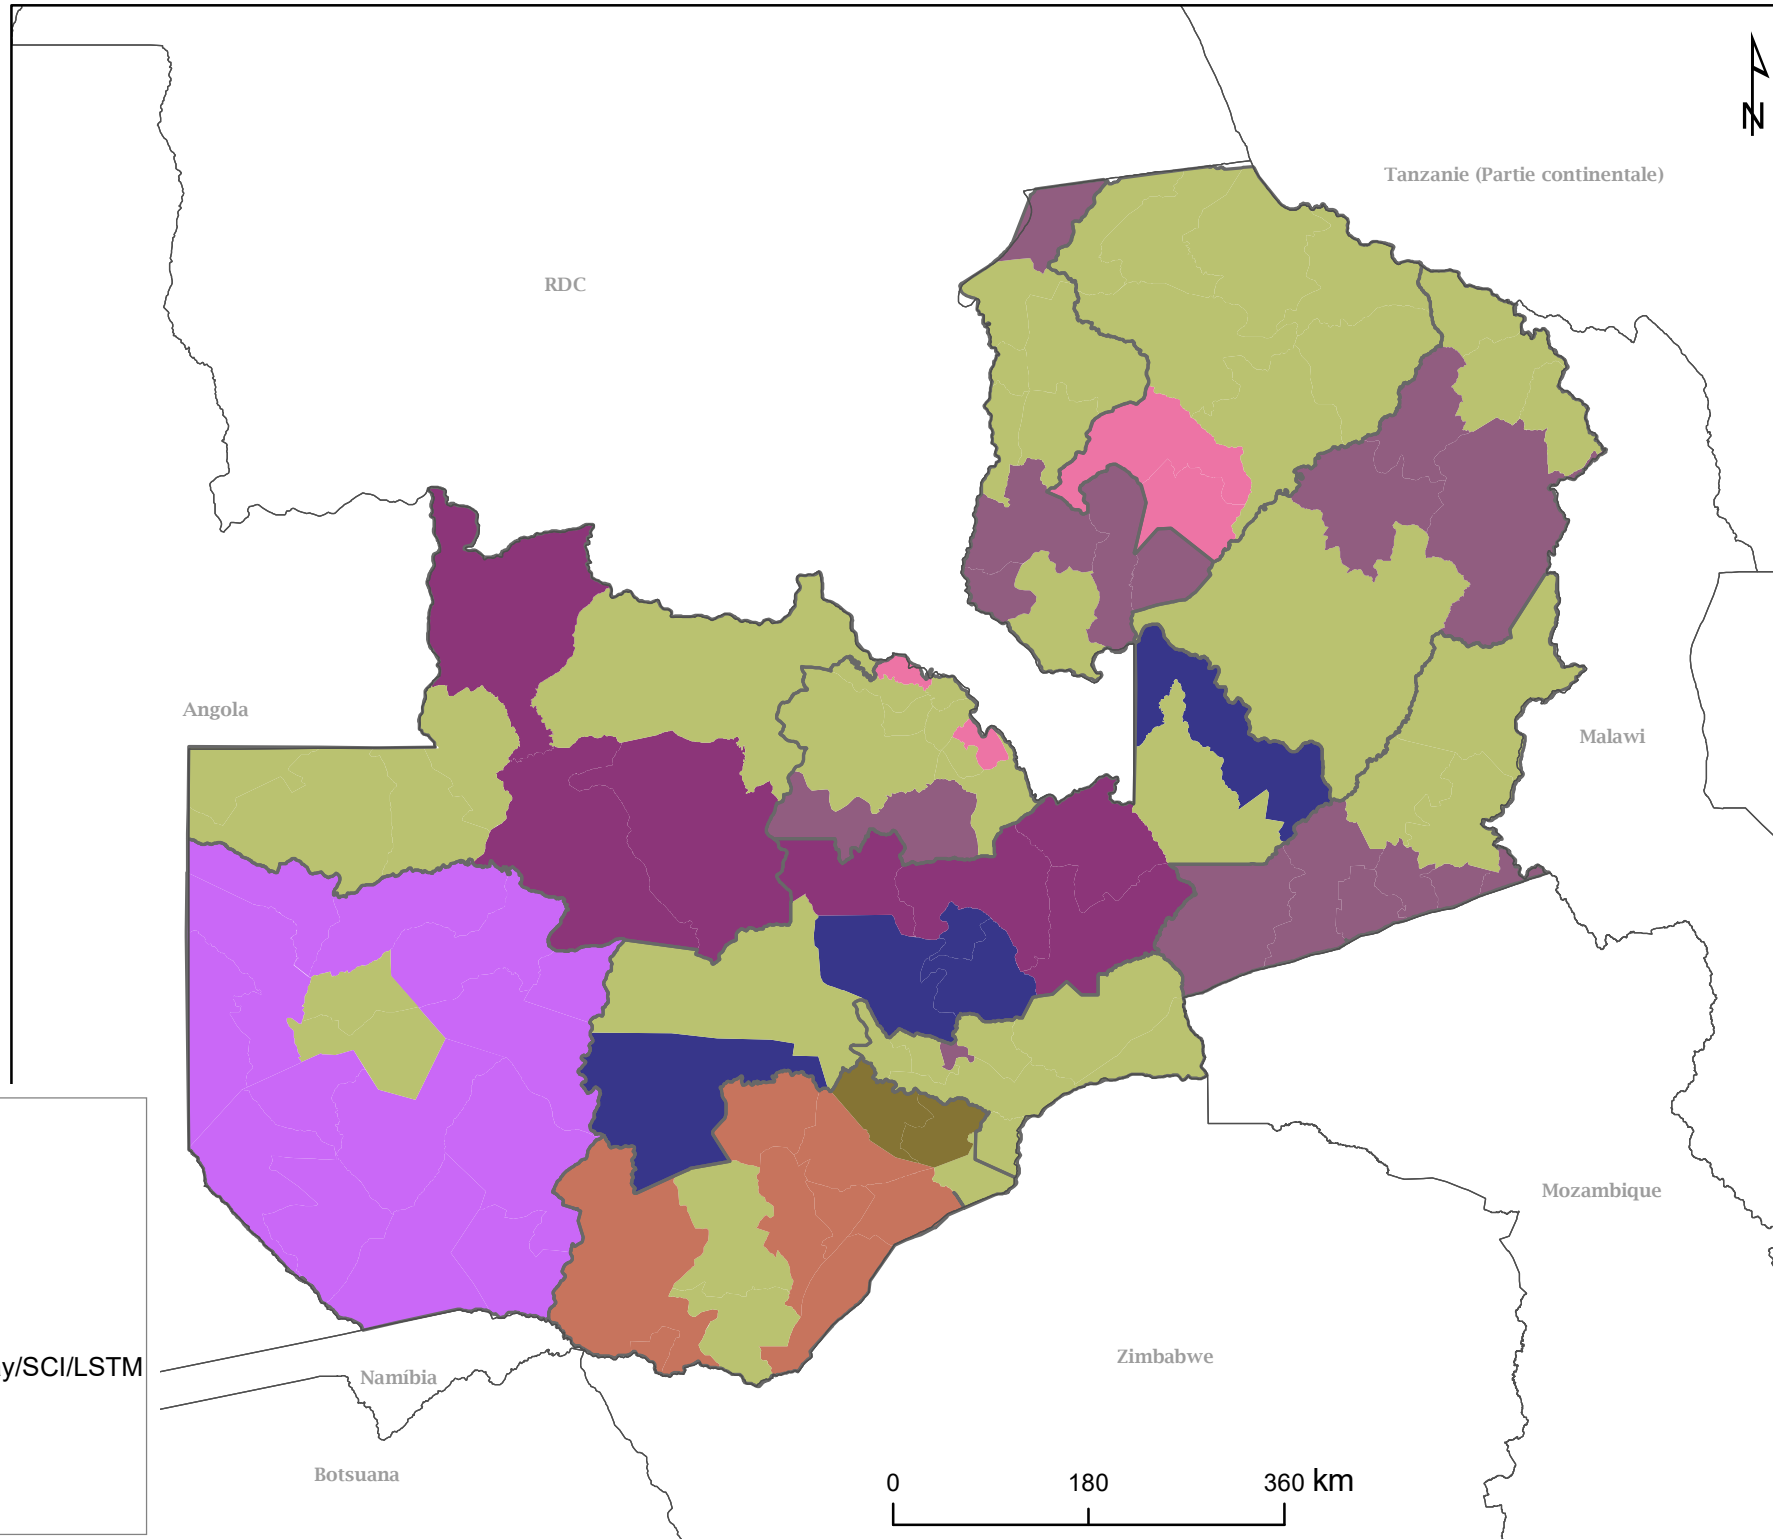 N
Tanzanie (Partie continentale)
RDC
Angola
Malawi
Mozambique
y/SCI/LSTM
Namíbia
Zimbabwe
Botsuana
0 180 360 km